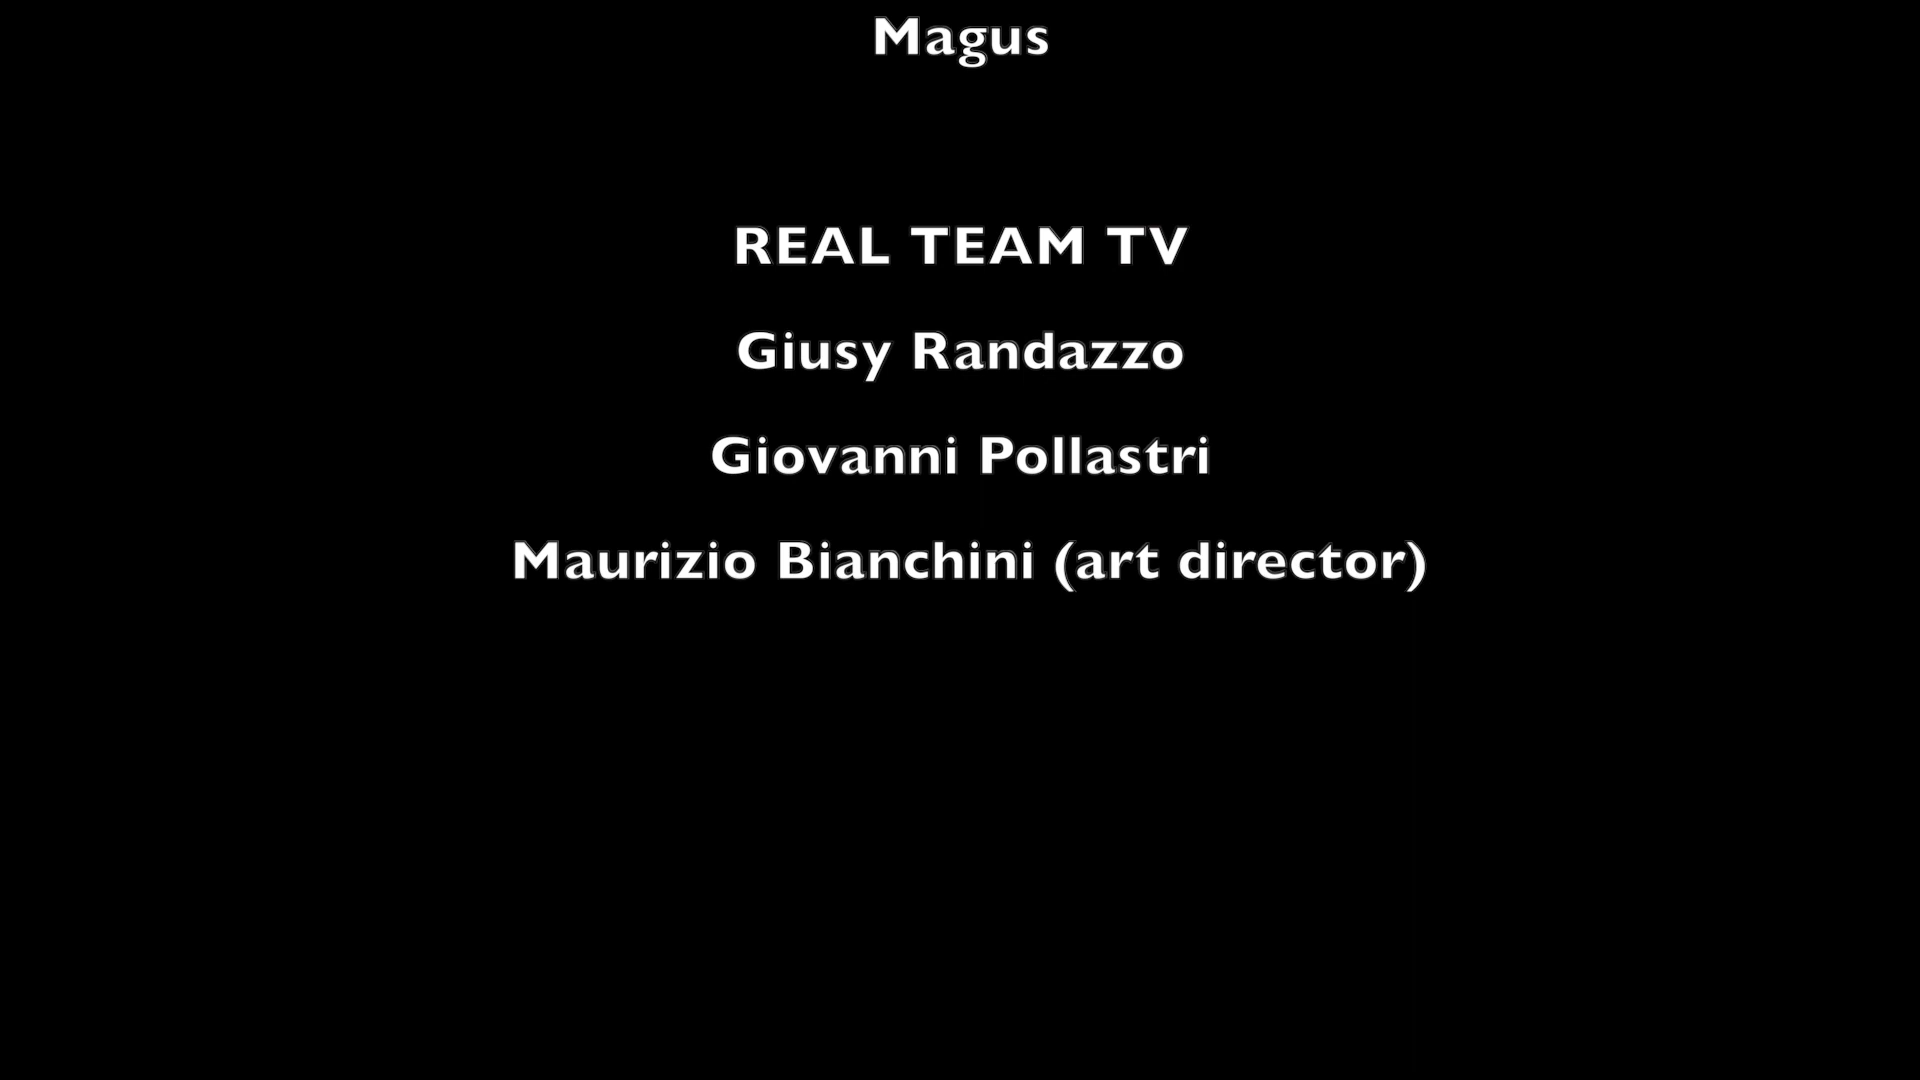 Magus
REAL TEAM TV
Giusy Randazzo
Giovanni Pollastri
Maurizio Bianchini (art director)